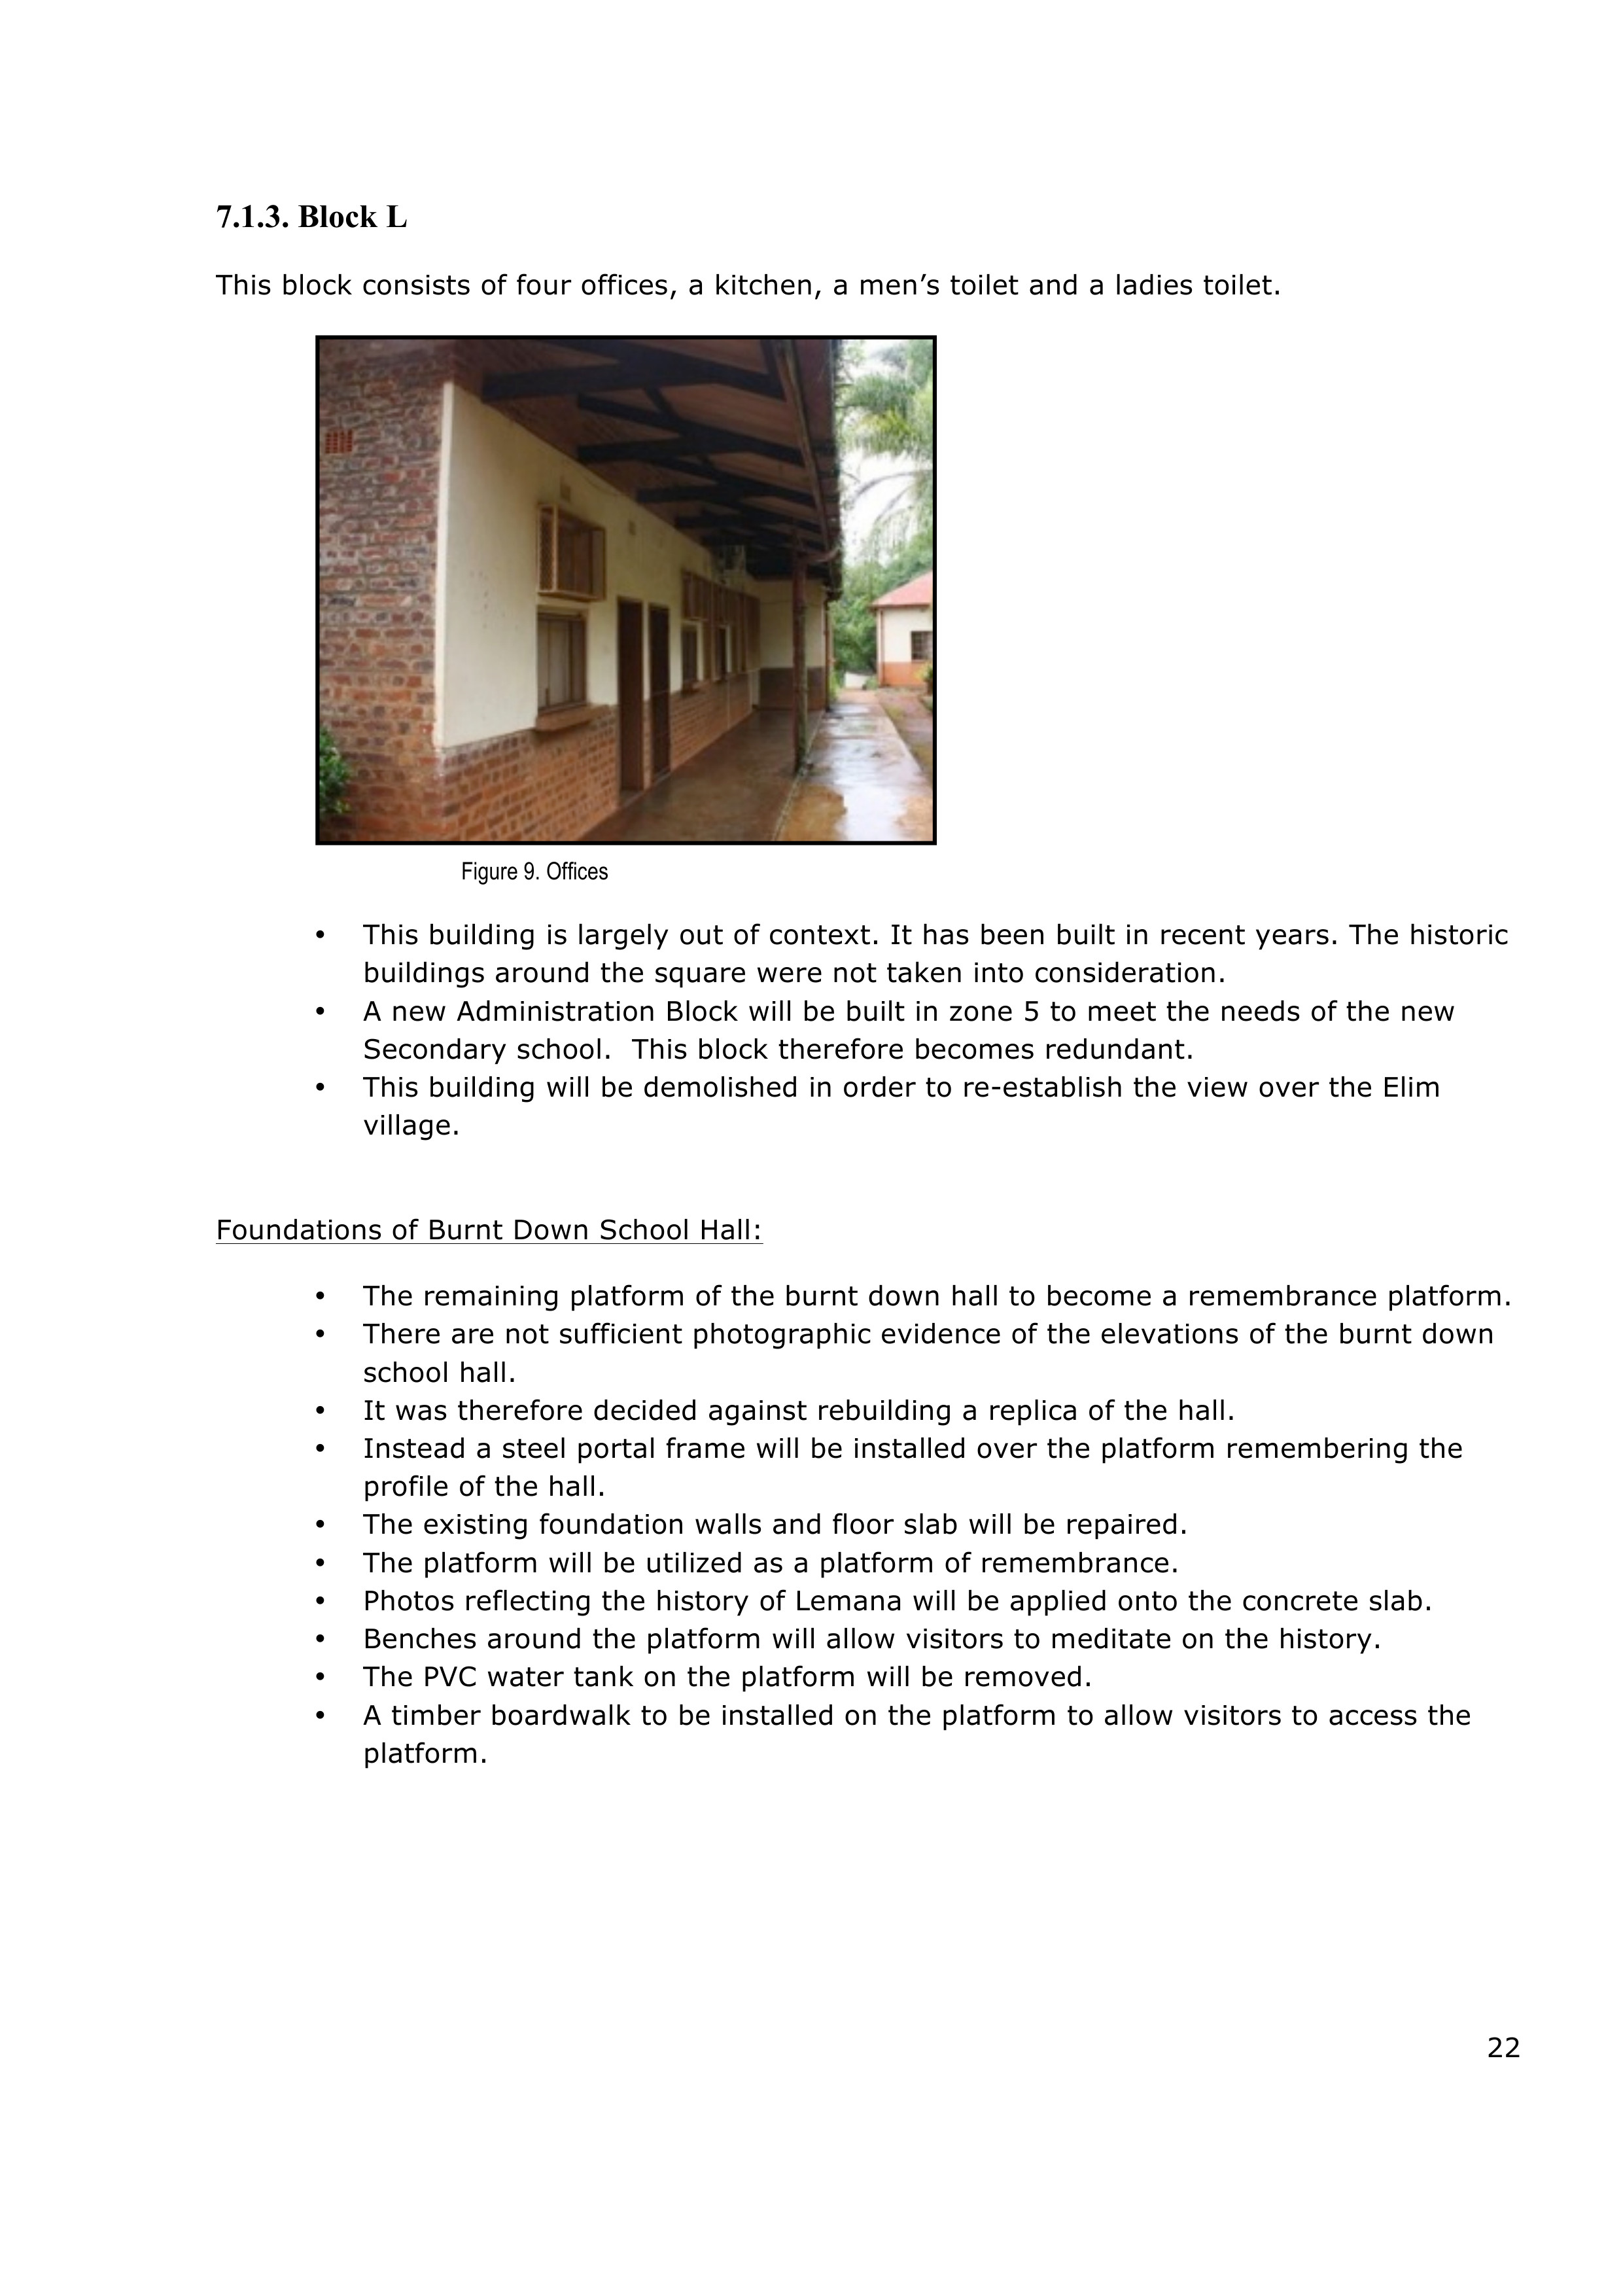 7.1.3. Block L
This block consists of four offices, a kitchen, a men’s toilet and a ladies toilet.
Figure 9. Offices
• This building is largely out of context. It has been built in recent years. The historic
buildings around the square were not taken into consideration.
• A new Administration Block will be built in zone 5 to meet the needs of the new
Secondary school.  This block therefore becomes redundant.
• This building will be demolished in order to re-establish the view over the Elim
village.
Foundations of Burnt Down School Hall:
• The remaining platform of the burnt down hall to become a remembrance platform.
• There are not sufficient photographic evidence of the elevations of the burnt down
school hall.
• It was therefore decided against rebuilding a replica of the hall.
• Instead a steel portal frame will be installed over the platform remembering the
profile of the hall.
• The existing foundation walls and floor slab will be repaired.
• The platform will be utilized as a platform of remembrance.
• Photos reflecting the history of Lemana will be applied onto the concrete slab.
• Benches around the platform will allow visitors to meditate on the history.
• The PVC water tank on the platform will be removed.
• A timber boardwalk to be installed on the platform to allow visitors to access the
platform.
22